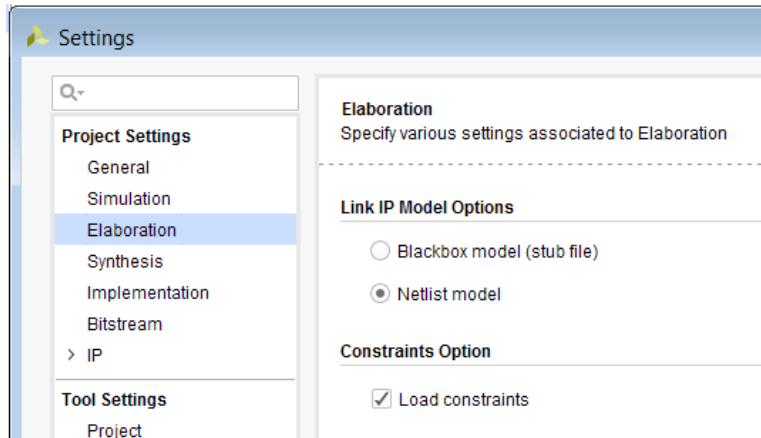 Settings
Project Settings
General
Simulation
Elaboration
Synthesis
Implementation
Bitstream
IP
Tool Settings
Project
Elaboration
Specify various settings associated to Elaboration
Link IP Model Options
Blackbox model (stub file)
Netlist model
Constraints Option
Load constraints